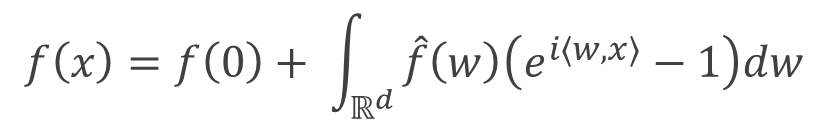 f(x) = f(0) + ∫_{ℝ^d} f̂(w)(e^{i⟨w,x⟩} − 1)dw